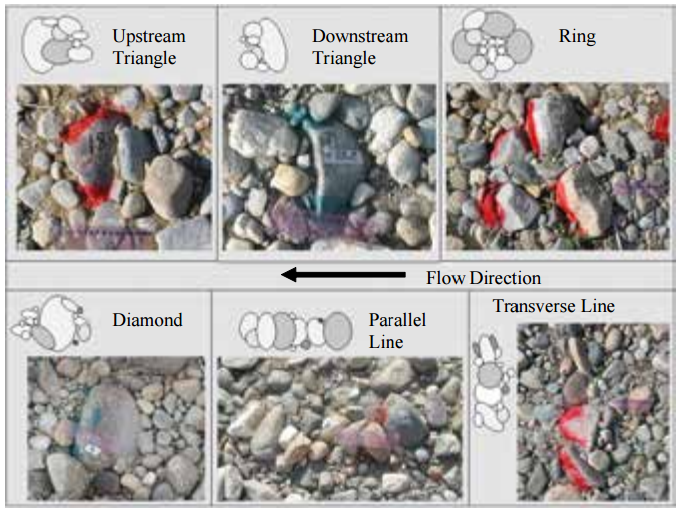 Upstream
Triangle
Downstream
Triangle
Ring
Flow Direction
Diamond
Parallel
Line
Transverse Line